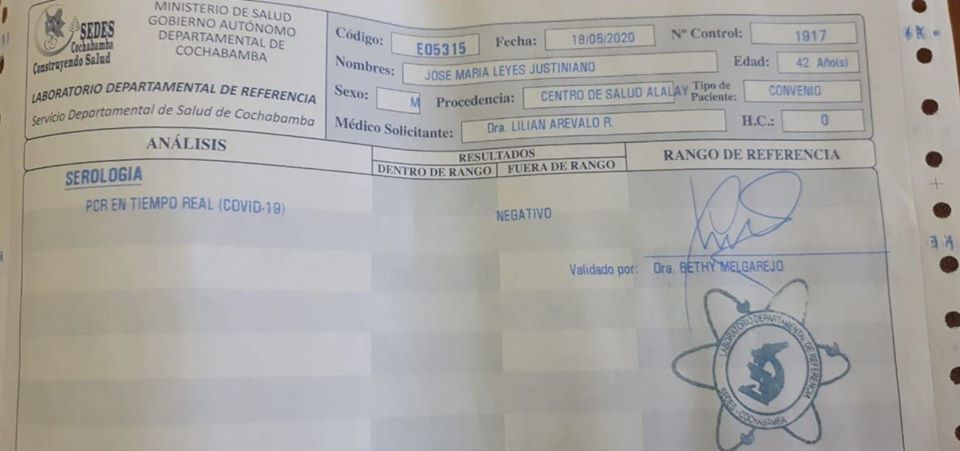 SEDES
Cochabamba
Construyendo Salud
MINISTERIO DE SALUD
GOBIERNO AUTÓNOMO
DEPARTAMENTAL DE
COCHABAMBA
LABORATORIO DEPARTAMENTAL DE REFERENCIA
Servicio Departamental de Salud de Cochabamba
Código: E05315 Fecha: 18/05/2020 Nº Control: 1917
Nombres: JOSE MARIA LEYES JUSTINIANO Edad: 42 Año(s)
Sexo: M Procedencia: CENTRO DE SALUD ALALAY Tipo de Paciente: CONVENIO
Médico Solicitante: Dra. LILIAN AREVALO R. H.C.: 0
ANÁLISIS RESULTADOS RANGO DE REFERENCIA
DENTRO DE RANGO FUERA DE RANGO
SEROLOGIA
PCR EN TIEMPO REAL (COVID-19) NEGATIVO
Validado por: Dra. BETHY MELGAREJO
LABORATORIO DEPARTAMENTAL DE REFERENCIA
SEDES - COCHABAMBA